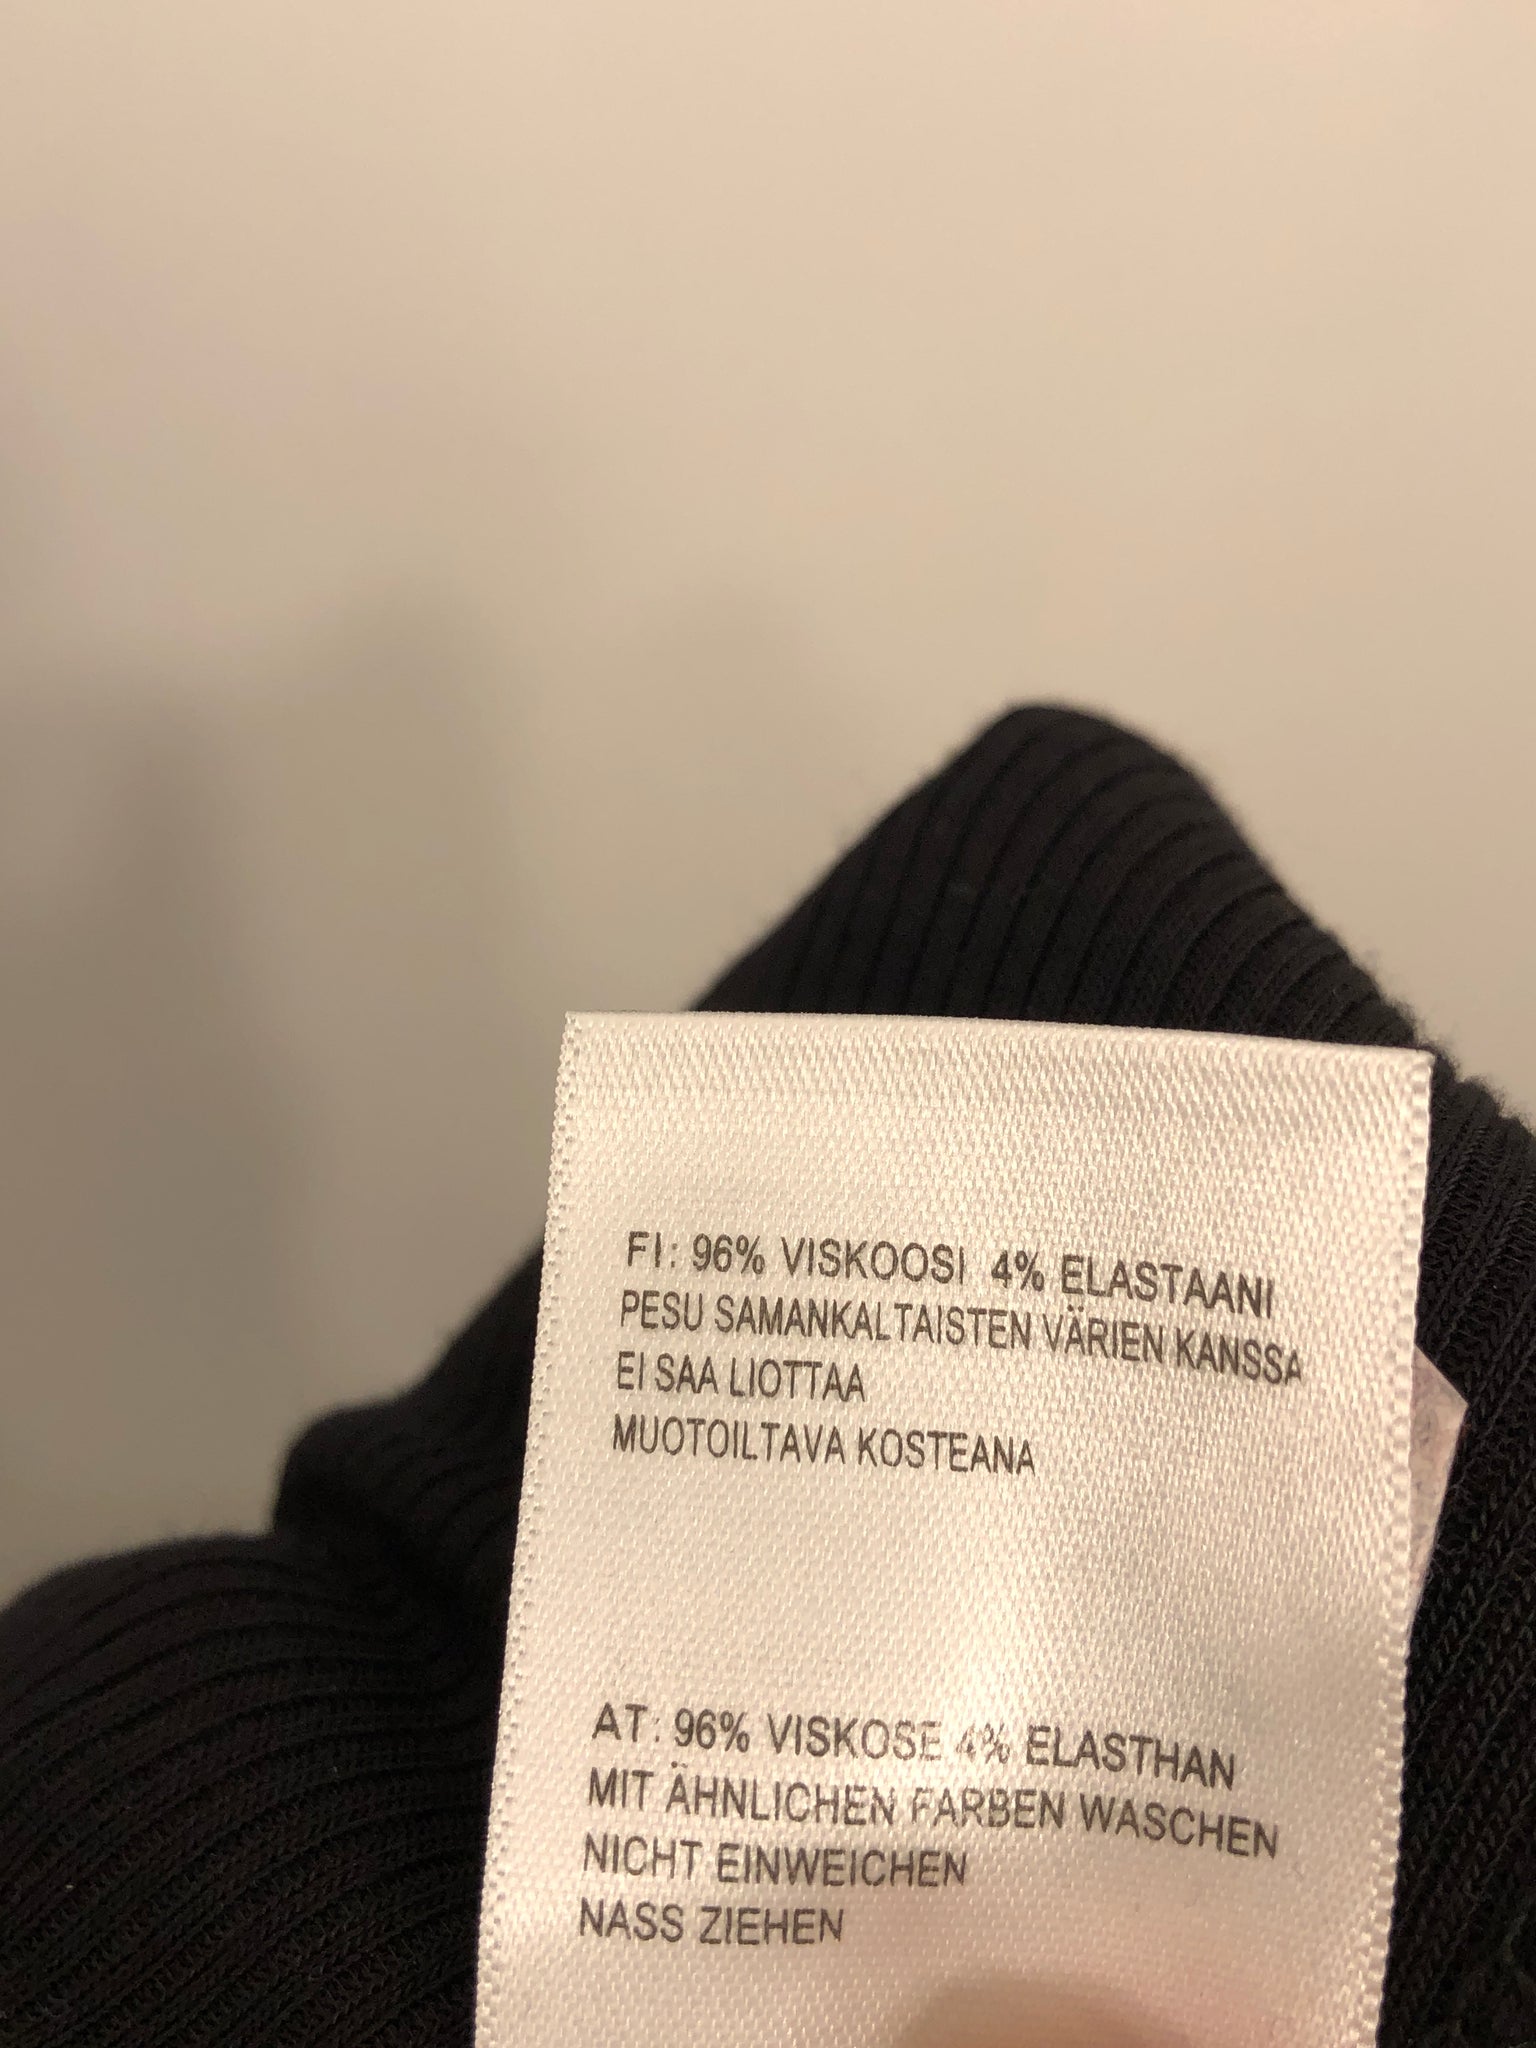 FI: 96% VISKOOSI 4% ELASTAANI
PESU SAMANKALTAISTEN VÄRIEN KANSSA
EI SAA LIOTTAA
MUOTOILTAVA KOSTEANA
AT: 96% VISKOSE 4% ELASTHAN
MIT ÄHNLICHEN FARBEN WASCHEN
NICHT EINWEICHEN
NASS ZIEHEN